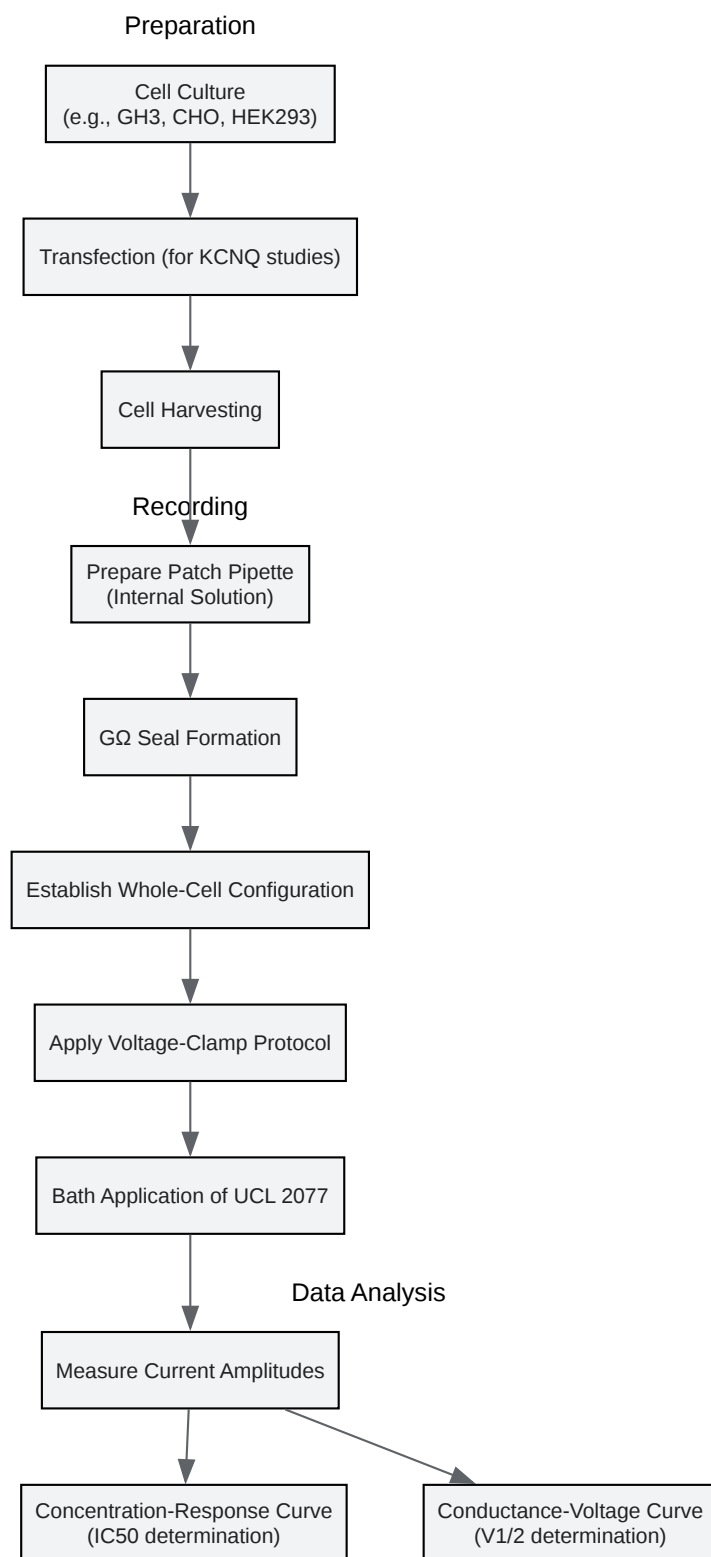 Preparation
Cell Culture
(e.g., GH3, CHO, HEK293)
Transfection (for KCNQ studies)
Cell Harvesting
Recording
Prepare Patch Pipette
(Internal Solution)
GΩ Seal Formation
Establish Whole-Cell Configuration
Apply Voltage-Clamp Protocol
Bath Application of UCL 2077
Data Analysis
Measure Current Amplitudes
Concentration-Response Curve
(IC50 determination)
Conductance-Voltage Curve
(V1/2 determination)